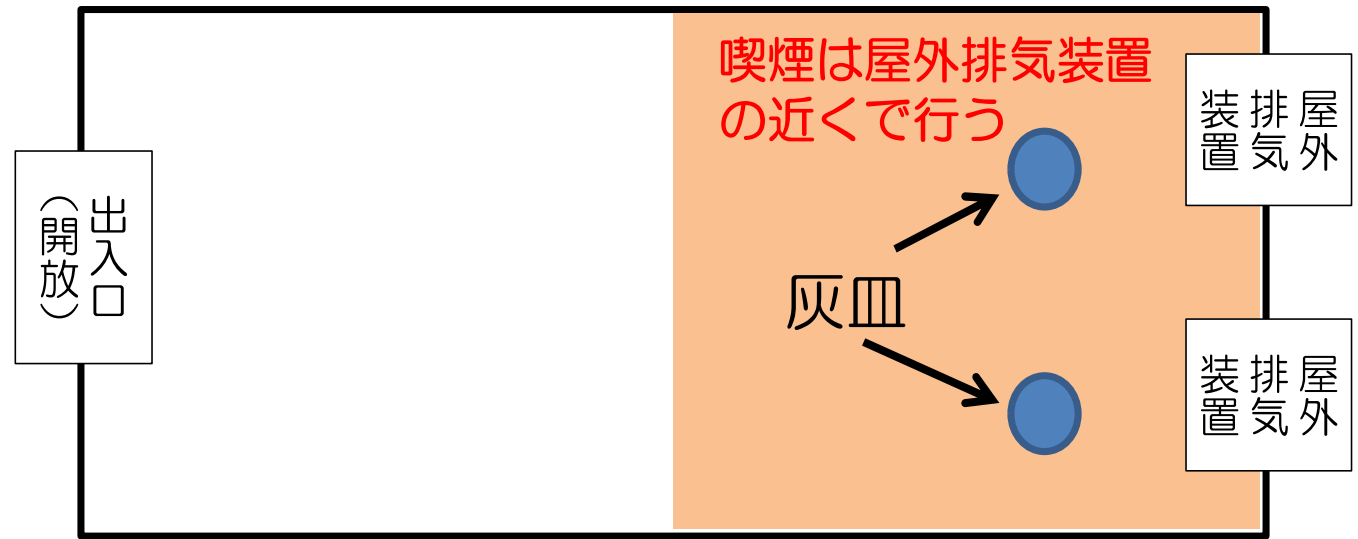 喫煙は屋外排気装置
の近くで行う
出入口
（開放）
灰皿
屋外
排気
装置
屋外
排気
装置